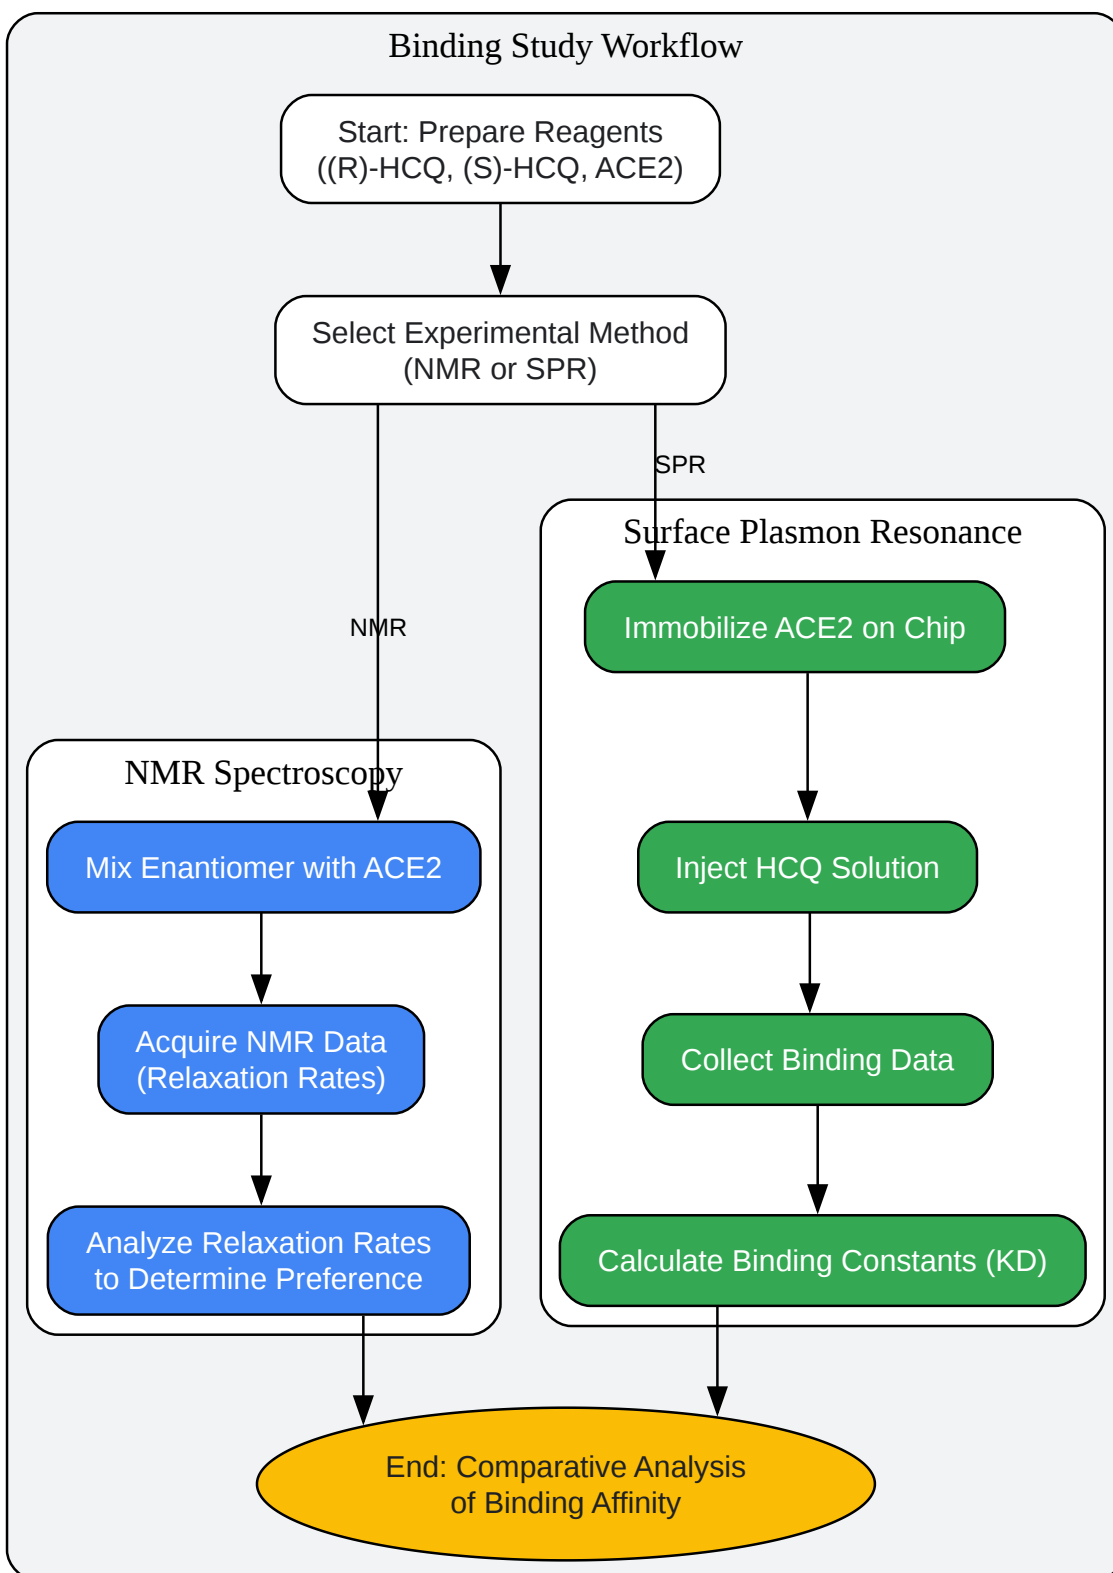 Binding Study Workflow
Start: Prepare Reagents
((R)-HCQ, (S)-HCQ, ACE2)
Select Experimental Method
(NMR or SPR)
SPR
NMR
Surface Plasmon Resonance
Immobilize ACE2 on Chip
Inject HCQ Solution
Collect Binding Data
Calculate Binding Constants (KD)
NMR Spectroscopy
Mix Enantiomer with ACE2
Acquire NMR Data
(Relaxation Rates)
Analyze Relaxation Rates
to Determine Preference
End: Comparative Analysis
of Binding Affinity